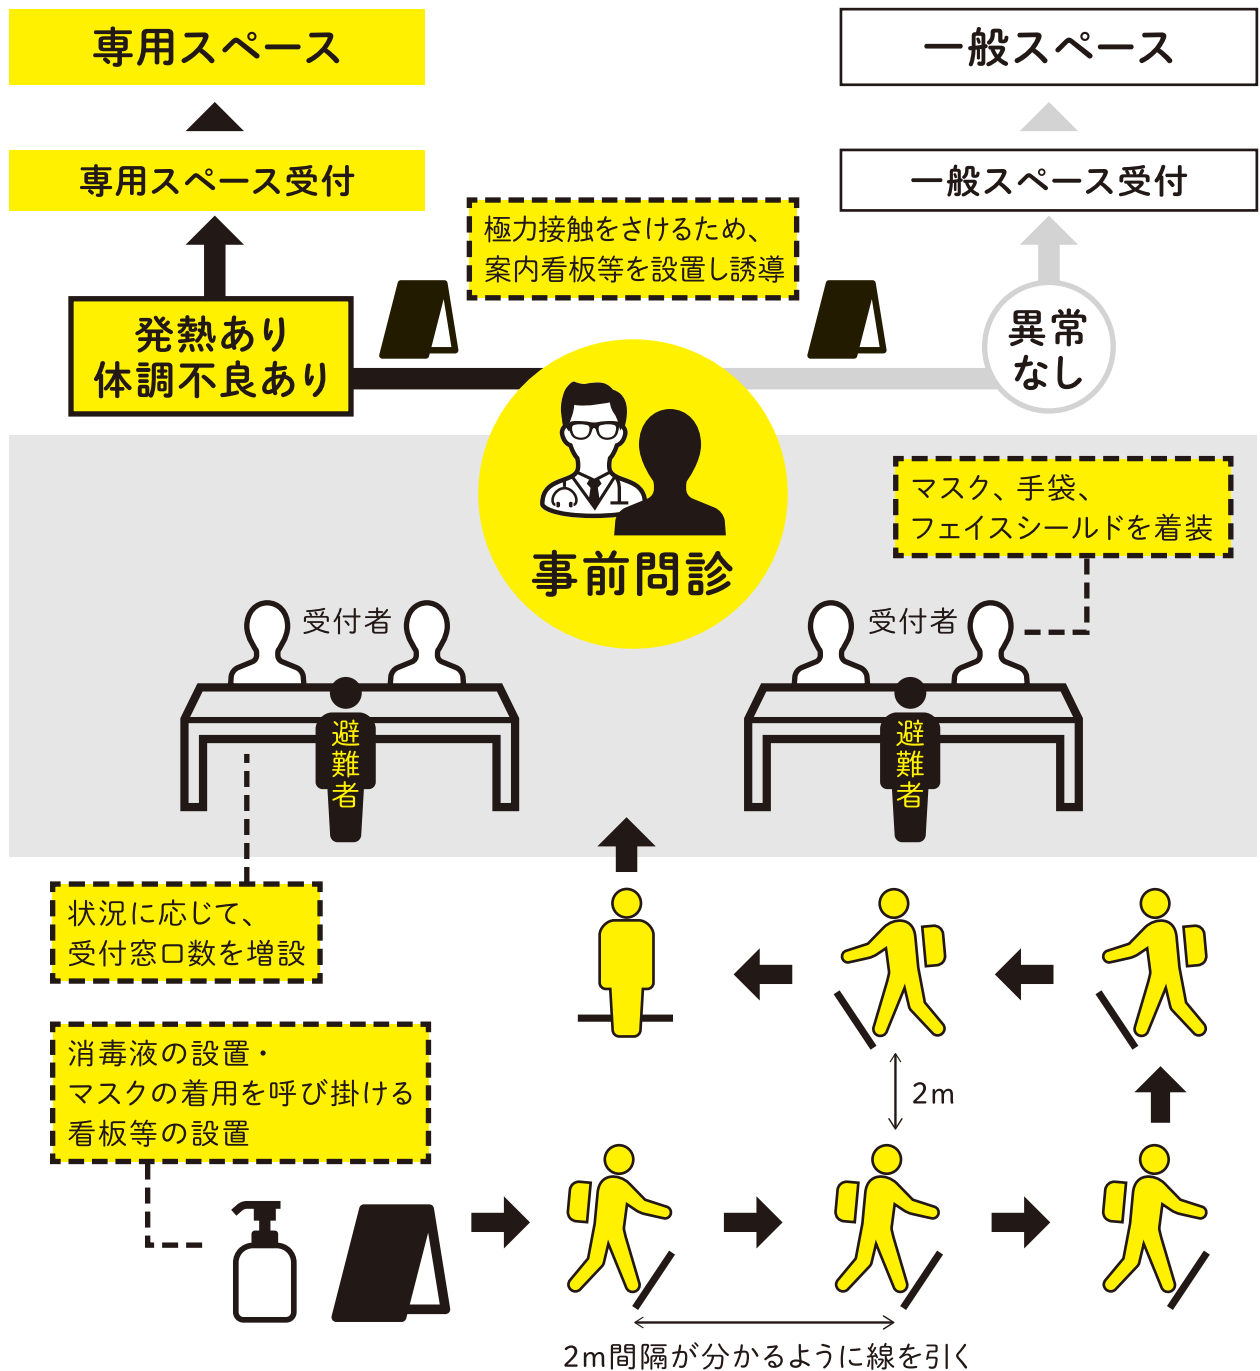 専用スペース
一般スペース
専用スペース受付
一般スペース受付
極力接触をさけるため、
案内看板等を設置し誘導
発熱あり
体調不良あり
異常
なし
事前問診
マスク、手袋、
フェイスシールドを着装
受付者
受付者
避難者
避難者
状況に応じて、
受付窓口数を増設
消毒液の設置・
マスクの着用を呼び掛ける
看板等の設置
2m
2m間隔が分かるように線を引く